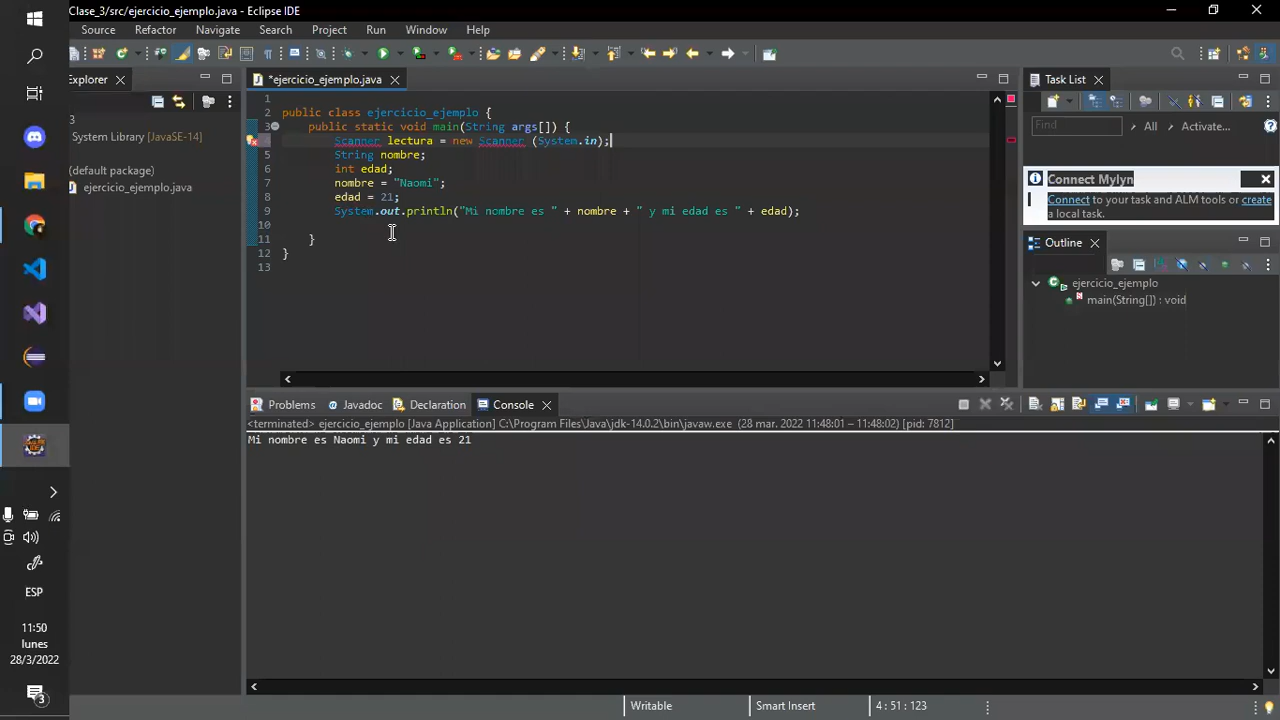 Clase_3/src/ejercicio_ejemplo.java - Eclipse IDE
Source Refactor Navigate Search Project Run Window Help
Explorer
*ejercicio_ejemplo.java
Task List
3
System Library [JavaSE-14]
(default package)
ejercicio_ejemplo.java
1
2 public class ejercicio_ejemplo {
3 public static void main(String args[]) {
Scanner lectura = new Scanner (System.in);
5 String nombre;
6 int edad;
7 nombre = "Naomi";
8 edad = 21;
9 System.out.println("Mi nombre es " + nombre + " y mi edad es " + edad);
10
11 }
12 }
13
Find All Activate...
Connect Mylyn
Connect to your task and ALM tools or create
a local task.
Outline
ejercicio_ejemplo
main(String[]) : void
Problems Javadoc Declaration Console
<terminated> ejercicio_ejemplo [Java Application] C:\Program Files\Java\jdk-14.0.2\bin\javaw.exe (28 mar. 2022 11:48:01 – 11:48:02) [pid: 7812]
Mi nombre es Naomi y mi edad es 21
Writable Smart Insert 4 : 51 : 123
ESP
11:50
lunes
28/3/2022
3